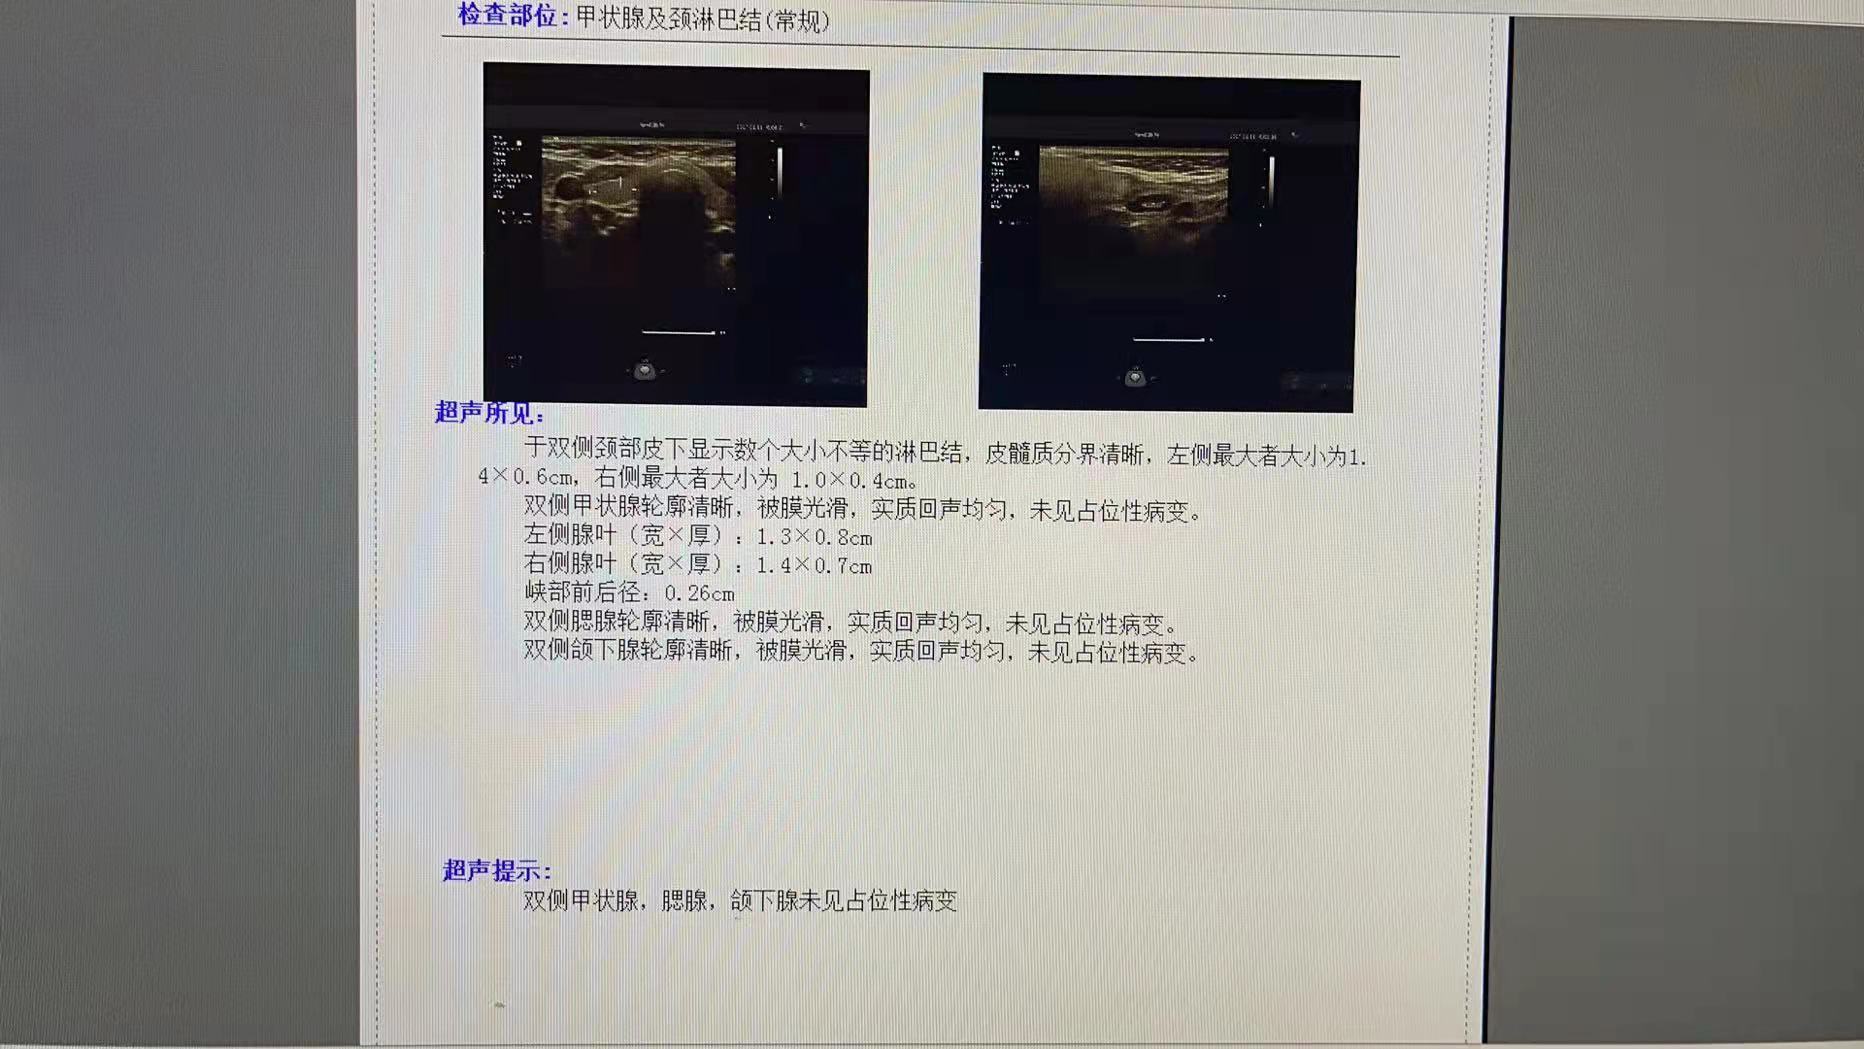 检查部位:甲状腺及颈淋巴结(常规)
超声所见:
于双侧颈部皮下显示数个大小不等的淋巴结，皮髓质分界清晰，左侧最大者大小为1.
4×0.6cm，右侧最大者大小为 1.0×0.4cm。
双侧甲状腺轮廓清晰，被膜光滑，实质回声均匀，未见占位性病变。
左侧腺叶（宽×厚）：1.3×0.8cm
右侧腺叶（宽×厚）：1.4×0.7cm
峡部前后径：0.26cm
双侧腮腺轮廓清晰，被膜光滑，实质回声均匀，未见占位性病变。
双侧颌下腺轮廓清晰，被膜光滑，实质回声均匀，未见占位性病变。
超声提示:
双侧甲状腺，腮腺，颌下腺未见占位性病变